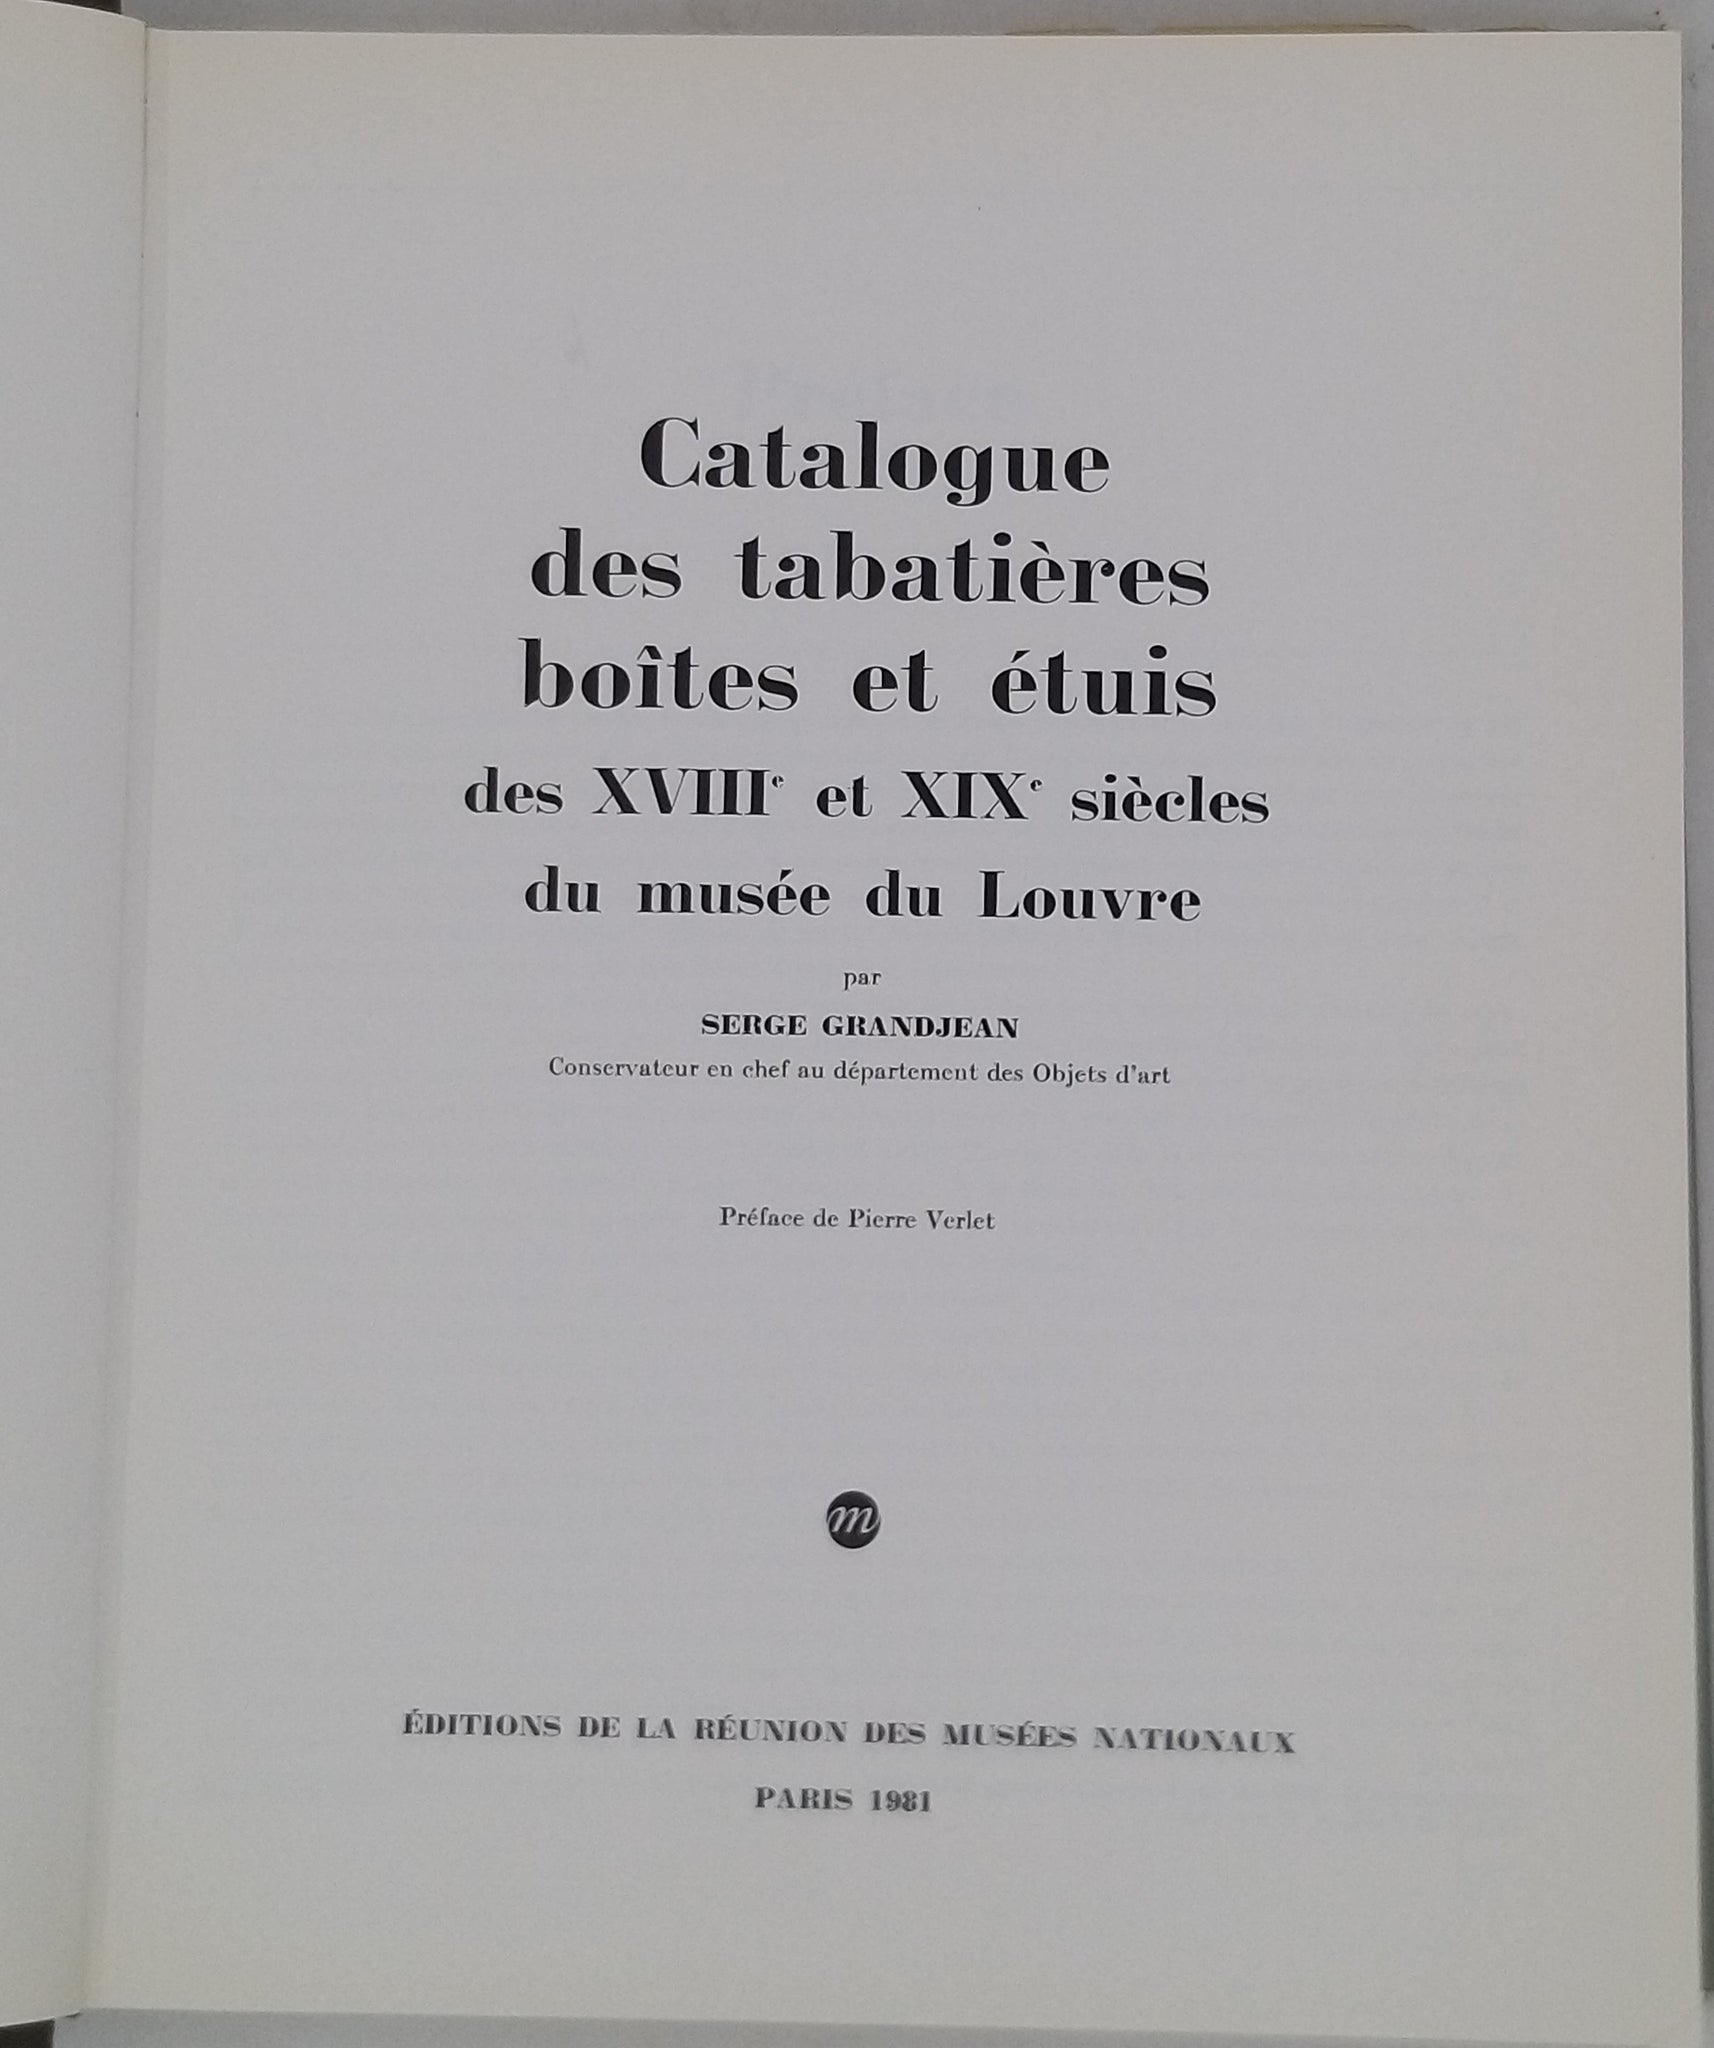 Catalogue
des tabatières
boîtes et étuis
des XVIIIᵉ et XIXᵉ siècles
du musée du Louvre
par
SERGE GRANDJEAN
Conservateur en chef au département des Objets d'art
Préface de Pierre Verlet
m
ÉDITIONS DE LA RÉUNION DES MUSÉES NATIONAUX
PARIS 1981